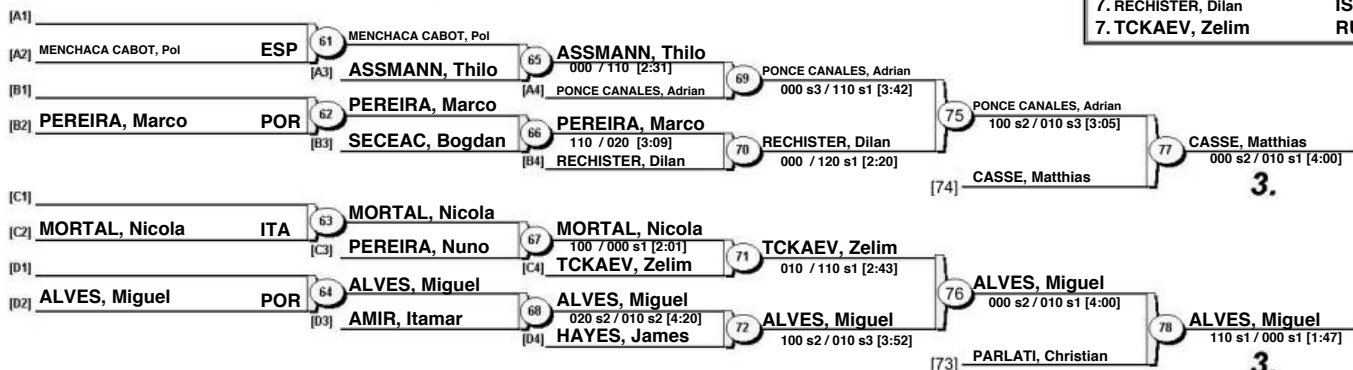 7. RECHISTER, Dilan IS
7. TCKAEV, Zelim RU
[A1]
[A2] MENCHACA CABOT, Pol ESP
61
MENCHACA CABOT, Pol
[A3] ASSMANN, Thilo
65
ASSMANN, Thilo
000 / 110 [2:31]
[A4] PONCE CANALES, Adrian
69
PONCE CANALES, Adrian
000 s3 / 110 s1 [3:42]
[B1]
[B2] PEREIRA, Marco POR
62
PEREIRA, Marco
[B3] SECEAC, Bogdan
66
PEREIRA, Marco
110 / 020 [3:09]
[B4] RECHISTER, Dilan
70
RECHISTER, Dilan
000 / 120 s1 [2:20]
75
PONCE CANALES, Adrian
100 s2 / 010 s3 [3:05]
[74] CASSE, Matthias
77
CASSE, Matthias
000 s2 / 010 s1 [4:00]
3.
[C1]
[C2] MORTAL, Nicola ITA
63
MORTAL, Nicola
[C3] PEREIRA, Nuno
67
MORTAL, Nicola
100 / 000 s1 [2:01]
[C4] TCKAEV, Zelim
71
TCKAEV, Zelim
010 / 110 s1 [2:43]
[D1]
[D2] ALVES, Miguel POR
64
ALVES, Miguel
[D3] AMIR, Itamar
68
ALVES, Miguel
020 s2 / 010 s2 [4:20]
[D4] HAYES, James
72
ALVES, Miguel
100 s2 / 010 s3 [3:52]
76
ALVES, Miguel
000 s2 / 010 s1 [4:00]
[73] PARLATI, Christian
78
ALVES, Miguel
110 s1 / 000 s1 [1:47]
3.